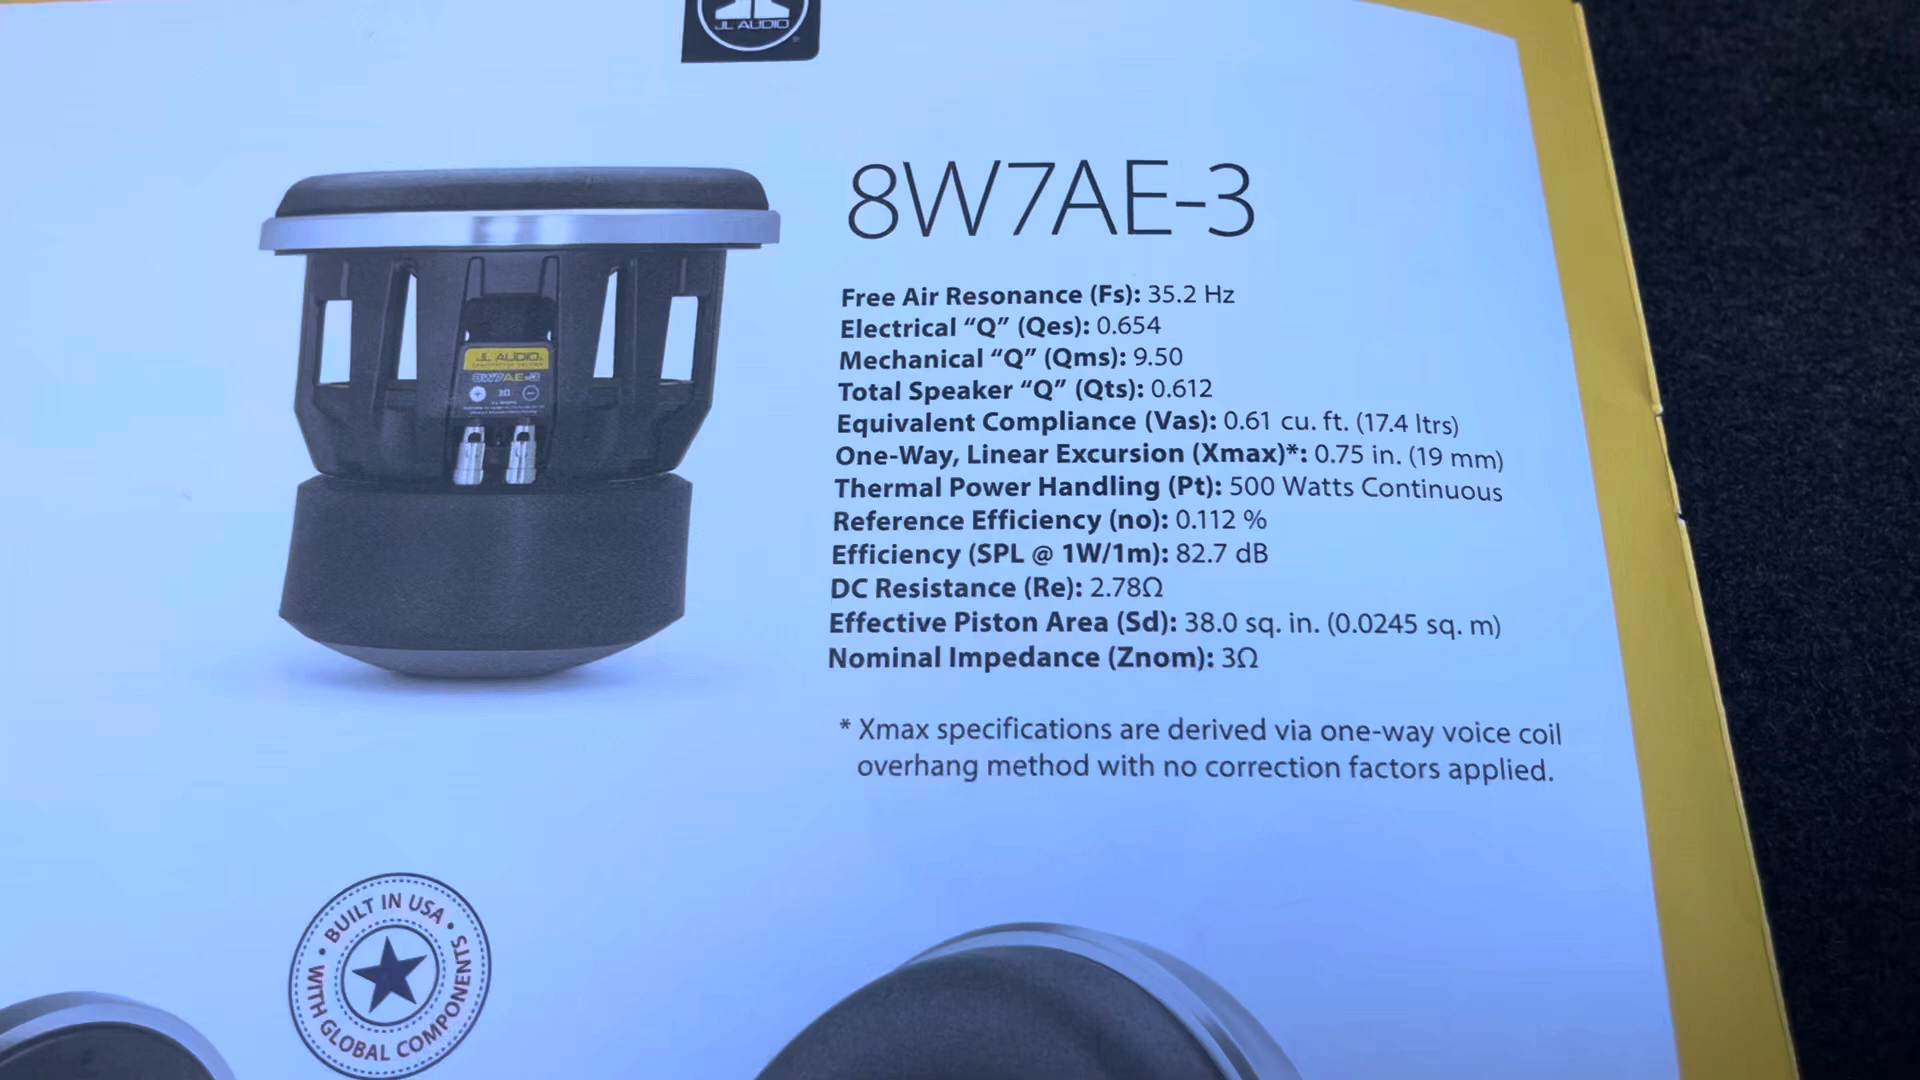 JL AUDIO
8W7AE-3
Free Air Resonance (Fs): 35.2 Hz
Electrical “Q” (Qes): 0.654
Mechanical “Q” (Qms): 9.50
Total Speaker “Q” (Qts): 0.612
Equivalent Compliance (Vas): 0.61 cu. ft. (17.4 ltrs)
One-Way, Linear Excursion (Xmax)*: 0.75 in. (19 mm)
Thermal Power Handling (Pt): 500 Watts Continuous
Reference Efficiency (no): 0.112 %
Efficiency (SPL @ 1W/1m): 82.7 dB
DC Resistance (Re): 2.78Ω
Effective Piston Area (Sd): 38.0 sq. in. (0.0245 sq. m)
Nominal Impedance (Znom): 3Ω
* Xmax specifications are derived via one-way voice coil
overhang method with no correction factors applied.
JL AUDIO
8W7AE-3
+ 3Ω −
• BUILT IN USA •
WITH GLOBAL COMPONENTS